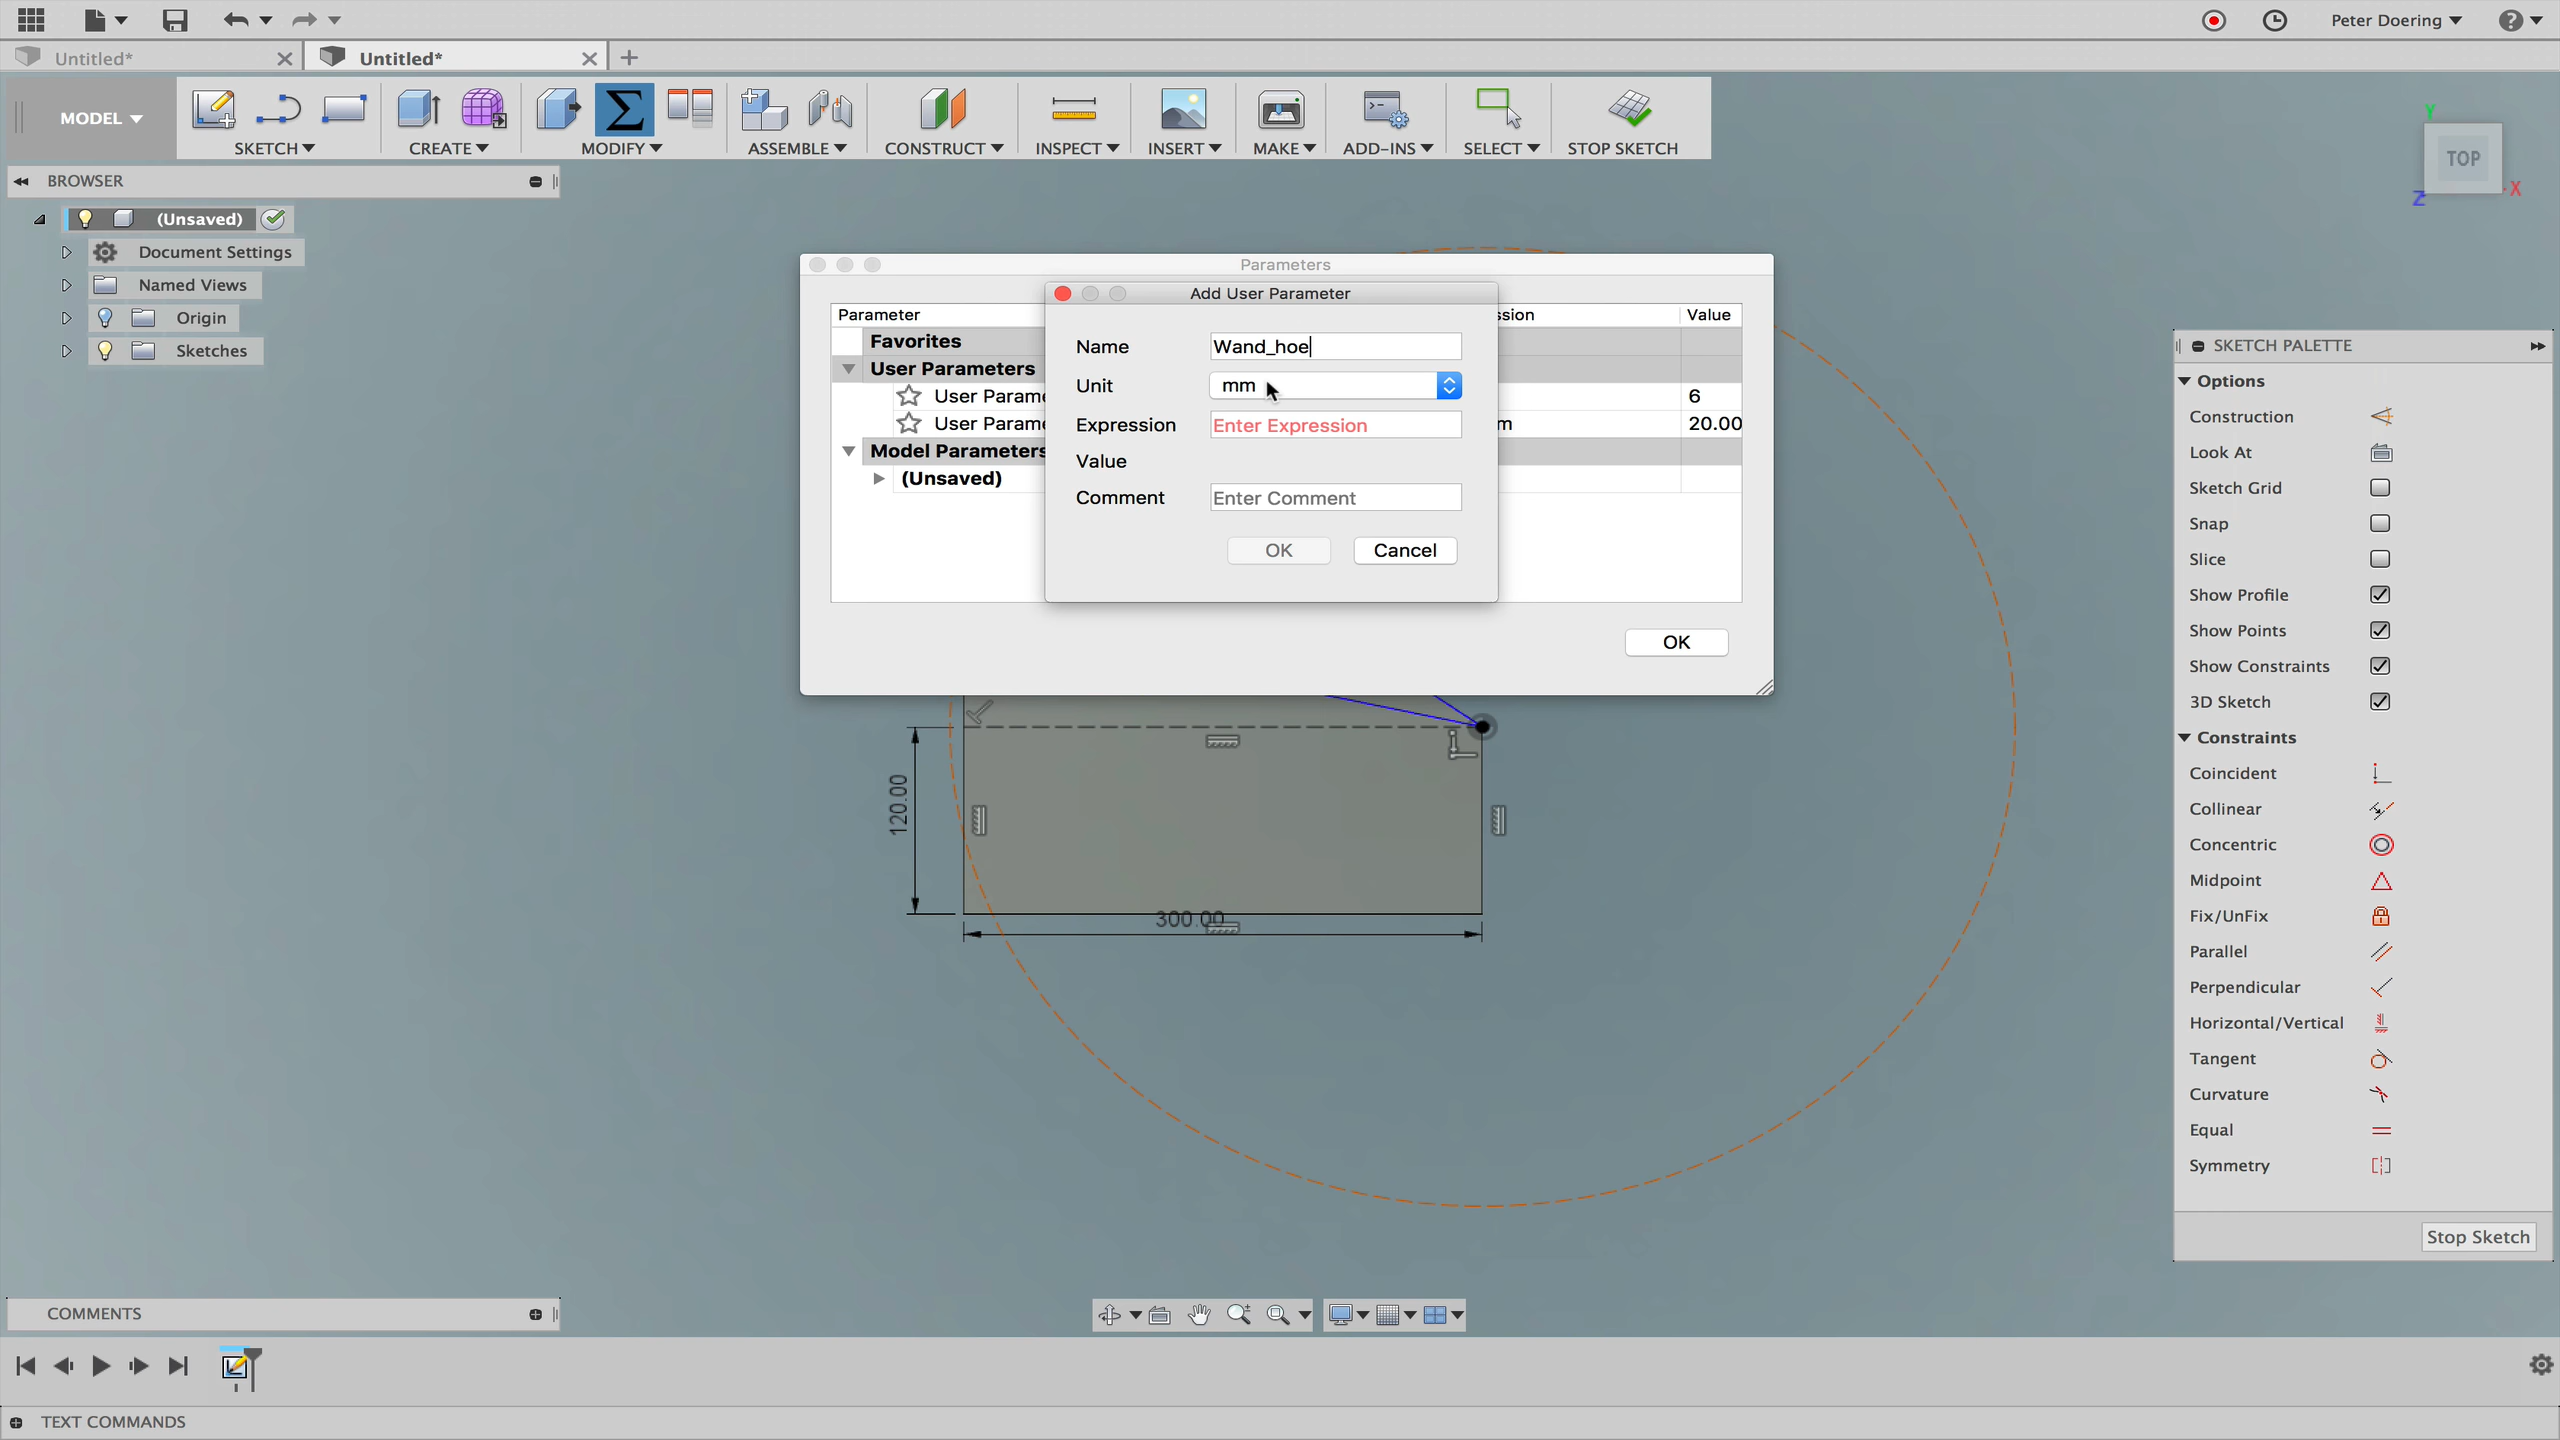 Peter Doering
Untitled*
Untitled*
MODEL
SKETCH
CREATE
MODIFY
ASSEMBLE
CONSTRUCT
INSPECT
INSERT
MAKE
ADD-INS
SELECT
STOP SKETCH
BROWSER
(Unsaved)
Document Settings
Named Views
Origin
Sketches
TOP
Y
X
Z
Parameters
Parameter
ssion
Value
Favorites
User Parameters
User Parame
6
User Parame
m
20.00
Model Parameters
(Unsaved)
OK
Add User Parameter
Name
Wand_hoe
Unit
mm
Expression
Enter Expression
Value
Comment
Enter Comment
OK
Cancel
120.00
300.00
SKETCH PALETTE
Options
Construction
Look At
Sketch Grid
Snap
Slice
Show Profile
Show Points
Show Constraints
3D Sketch
Constraints
Coincident
Collinear
Concentric
Midpoint
Fix/UnFix
Parallel
Perpendicular
Horizontal/Vertical
Tangent
Curvature
Equal
Symmetry
Stop Sketch
COMMENTS
TEXT COMMANDS